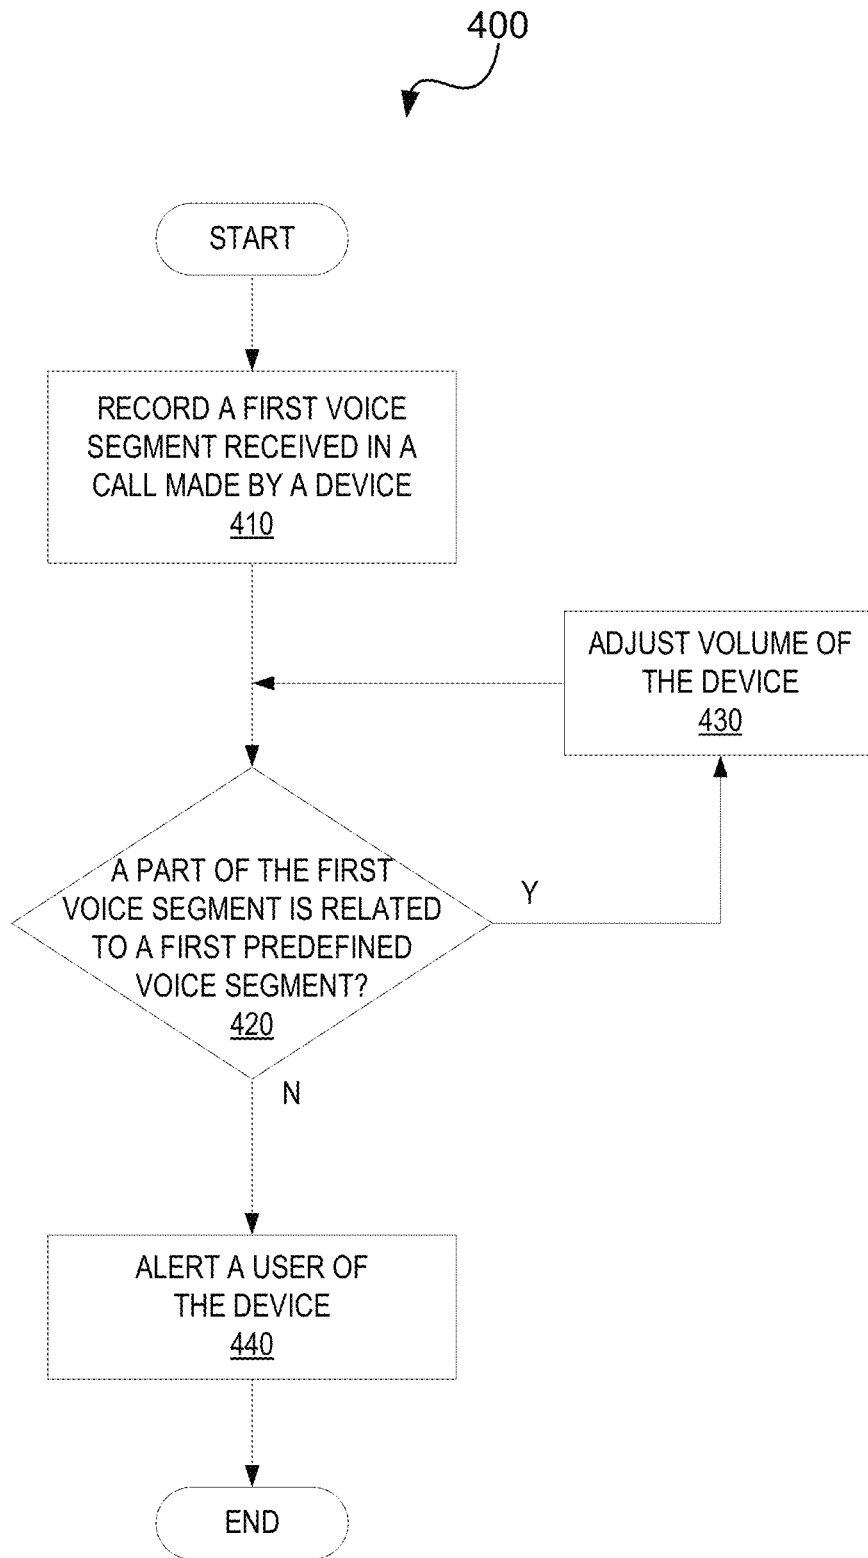 400
START
RECORD A FIRST VOICE
SEGMENT RECEIVED IN A
CALL MADE BY A DEVICE
410
ADJUST VOLUME OF
THE DEVICE
430
A PART OF THE FIRST
VOICE SEGMENT IS RELATED
TO A FIRST PREDEFINED
VOICE SEGMENT?
420
Y
N
ALERT A USER OF
THE DEVICE
440
END